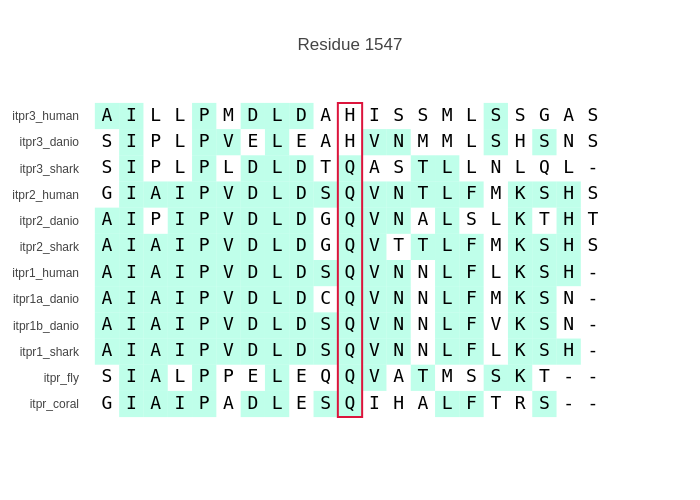 Residue 1547
itpr3_human A I L L P M D L D A H I S S M L S S G A S
itpr3_danio S I P L P V E L E A H V N M M L S H S N S
itpr3_shark S I P L P L D L D T Q A S T L L N L Q L -
itpr2_human G I A I P V D L D S Q V N T L F M K S H S
itpr2_danio A I P I P V D L D G Q V N A L S L K T H T
itpr2_shark A I A I P V D L D G Q V T T L F M K S H S
itpr1_human A I A I P V D L D S Q V N N L F L K S H -
itpr1a_danio A I A I P V D L D C Q V N N L F M K S N -
itpr1b_danio A I A I P V D L D S Q V N N L F V K S N -
itpr1_shark A I A I P V D L D S Q V N N L F L K S H -
itpr_fly S I A L P P E L E Q Q V A T M S S K T - -
itpr_coral G I A I P A D L E S Q I H A L F T R S - -